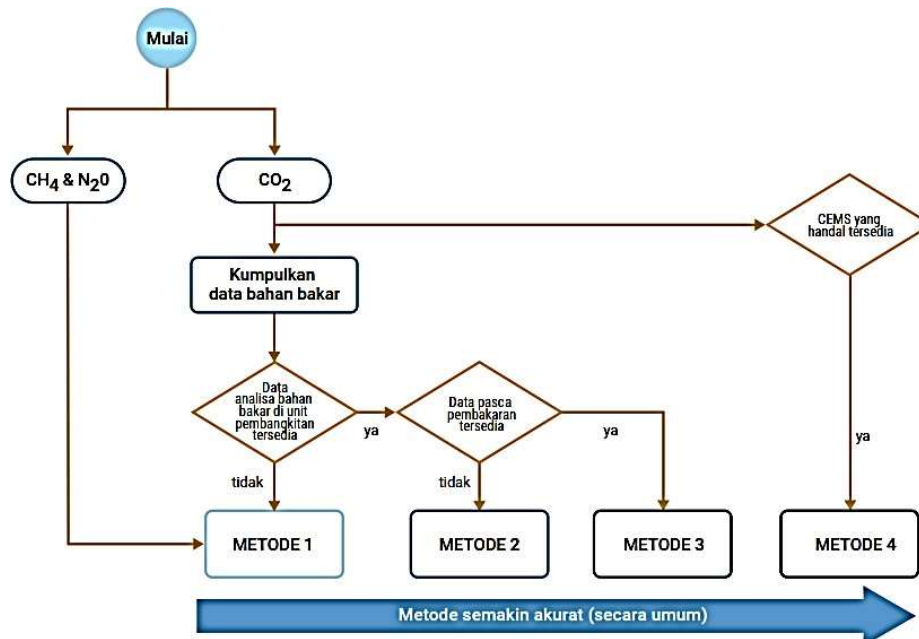 Mulai
CH4 & N20
CO2
CEMS yang
handal tersedia
Kumpulkan
data bahan bakar
Data
analisa bahan
bakar di unit
pembangkitan
tersedia
ya
Data pasca
pembakaran
tersedia
ya
ya
tidak
tidak
METODE 1
METODE 2
METODE 3
METODE 4
Metode semakin akurat (secara umum)